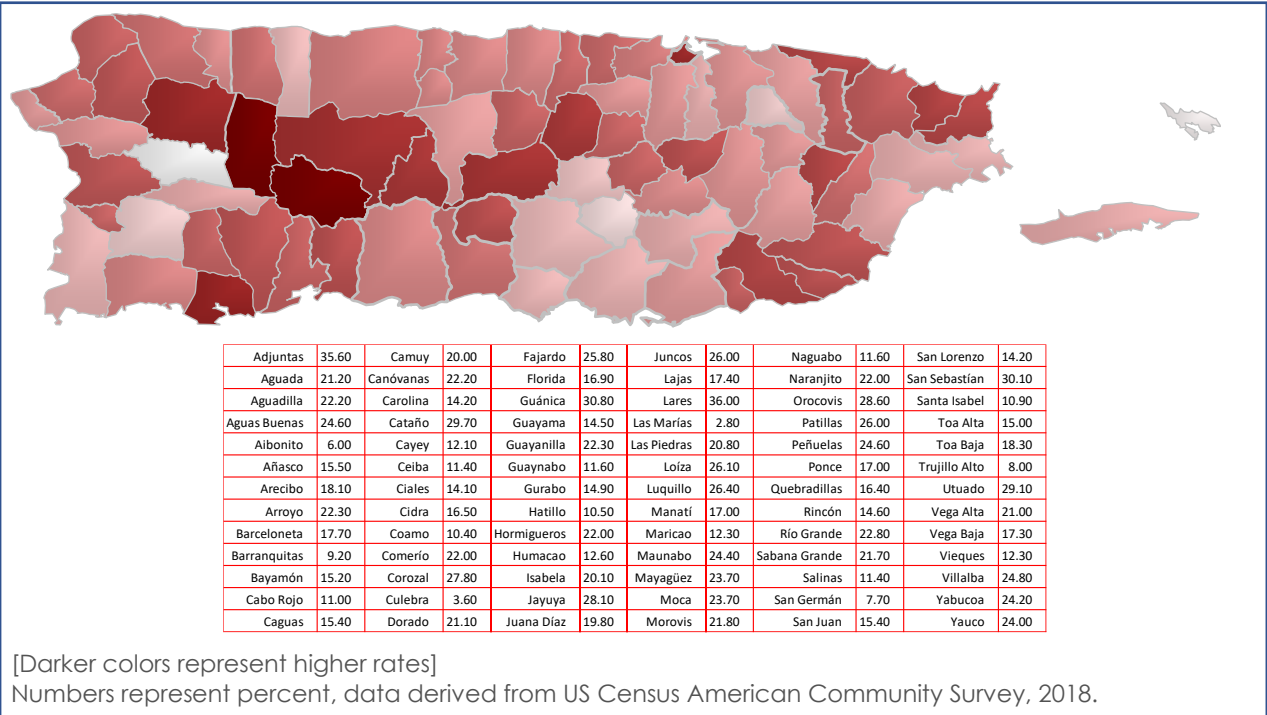 Adjuntas 35.60 Camuy 20.00 Fajardo 25.80 Juncos 26.00 Naguabo 11.60 San Lorenzo 14.20
Aguada 21.20 Canóvanas 22.20 Florida 16.90 Lajas 17.40 Naranjito 22.00 San Sebastían 30.10
Aguadilla 22.20 Carolina 14.20 Guánica 30.80 Lares 36.00 Orocovis 28.60 Santa Isabel 10.90
Aguas Buenas 24.60 Cataño 29.70 Guayama 14.50 Las Marías 2.80 Patillas 26.00 Toa Alta 15.00
Aibonito 6.00 Cayey 12.10 Guayanilla 22.30 Las Piedras 20.80 Peñuelas 24.60 Toa Baja 18.30
Añasco 15.50 Ceiba 11.40 Guaynabo 11.60 Loíza 26.10 Ponce 17.00 Trujillo Alto 8.00
Arecibo 18.10 Ciales 14.10 Gurabo 14.90 Luquillo 26.40 Quebradillas 16.40 Utuado 29.10
Arroyo 22.30 Cidra 16.50 Hatillo 10.50 Manatí 17.00 Rincón 14.60 Vega Alta 21.00
Barceloneta 17.70 Coamo 10.40 Hormigueros 22.00 Maricao 12.30 Río Grande 22.80 Vega Baja 17.30
Barranquitas 9.20 Comerío 22.00 Humacao 12.60 Maunabo 24.40 Sabana Grande 21.70 Vieques 12.30
Bayamón 15.20 Corozal 27.80 Isabela 20.10 Mayagüez 23.70 Salinas 11.40 Villalba 24.80
Cabo Rojo 11.00 Culebra 3.60 Jayuya 28.10 Moca 23.70 San Germán 7.70 Yabucoa 24.20
Caguas 15.40 Dorado 21.10 Juana Díaz 19.80 Morovis 21.80 San Juan 15.40 Yauco 24.00
[Darker colors represent higher rates]
Numbers represent percent, data derived from US Census American Community Survey, 2018.